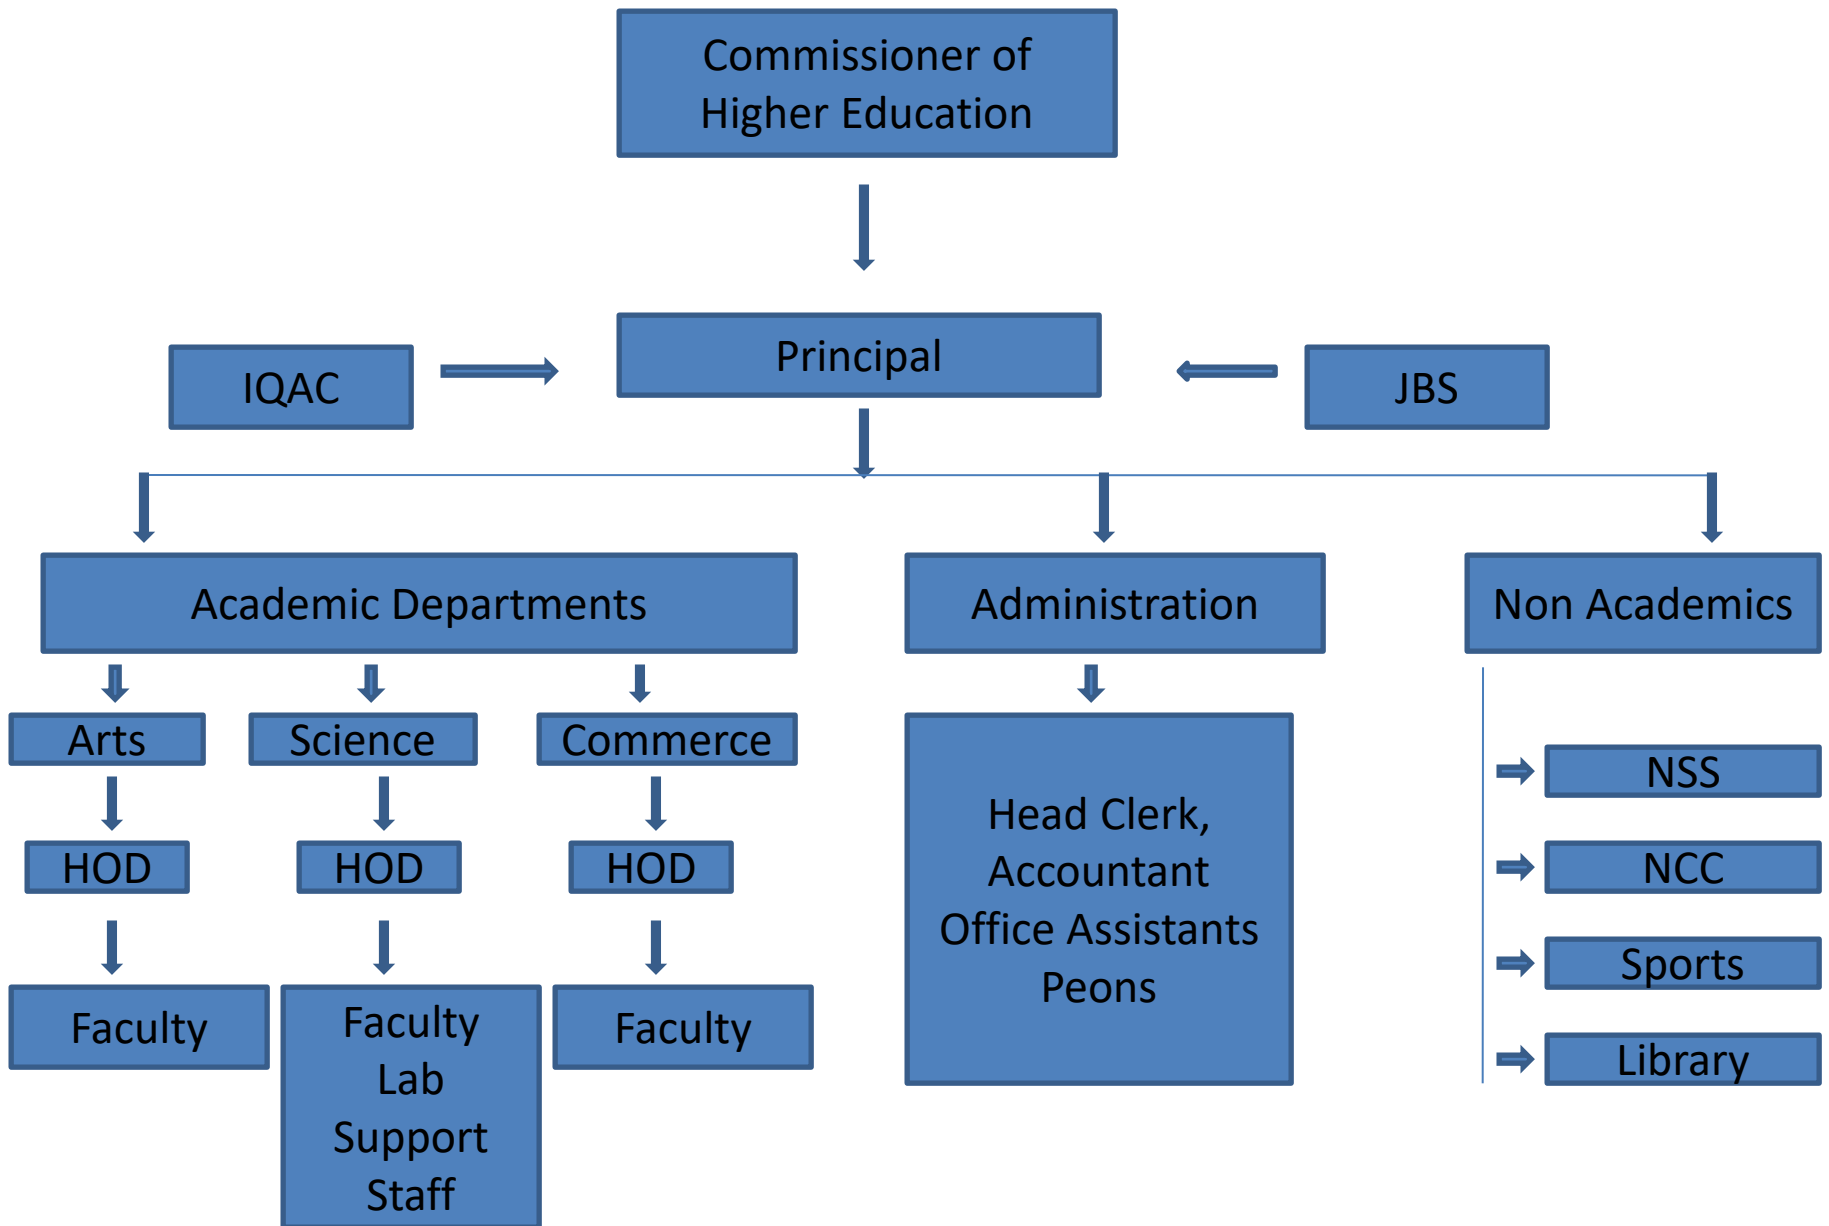 Commissioner of
Higher Education
Principal
IQAC
JBS
Academic Departments
Administration
Non Academics
Arts
Science
Commerce
HOD
HOD
HOD
Faculty
Faculty
Lab
Support
Staff
Faculty
Head Clerk,
Accountant
Office Assistants
Peons
NSS
NCC
Sports
Library